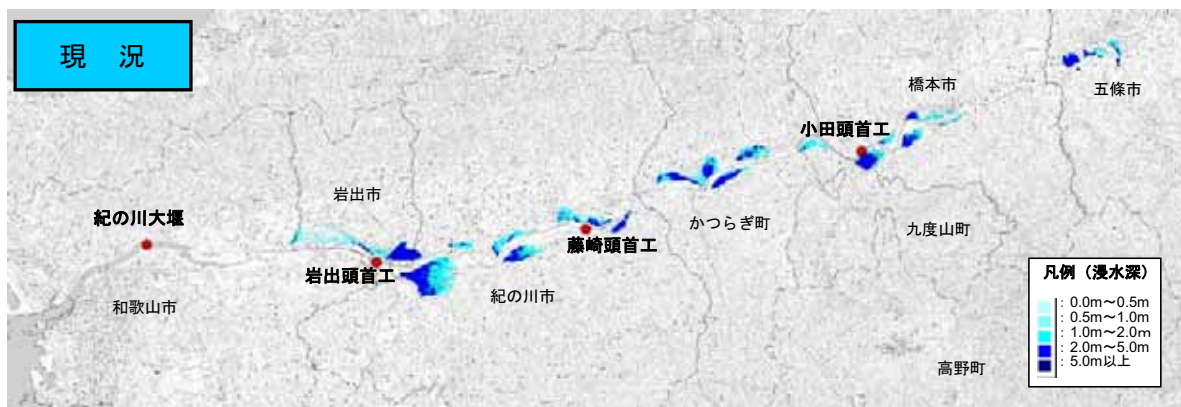 現 況
橋本市
五條市
小田頭首工
岩出市
紀の川大堰
かつらぎ町
九度山町
藤崎頭首工
岩出頭首工
紀の川市
和歌山市
高野町
凡例（浸水深）
：0.0m～0.5m
：0.5m～1.0m
：1.0m～2.0m
：2.0m～5.0m
：5.0m以上